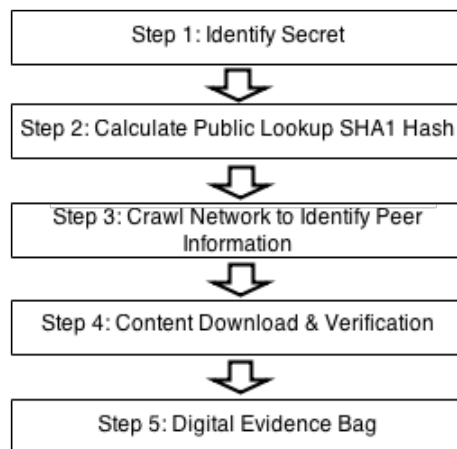 Step 1: Identify Secret
Step 2: Calculate Public Lookup SHA1 Hash
Step 3: Crawl Network to Identify Peer
Information
Step 4: Content Download & Verification
Step 5: Digital Evidence Bag